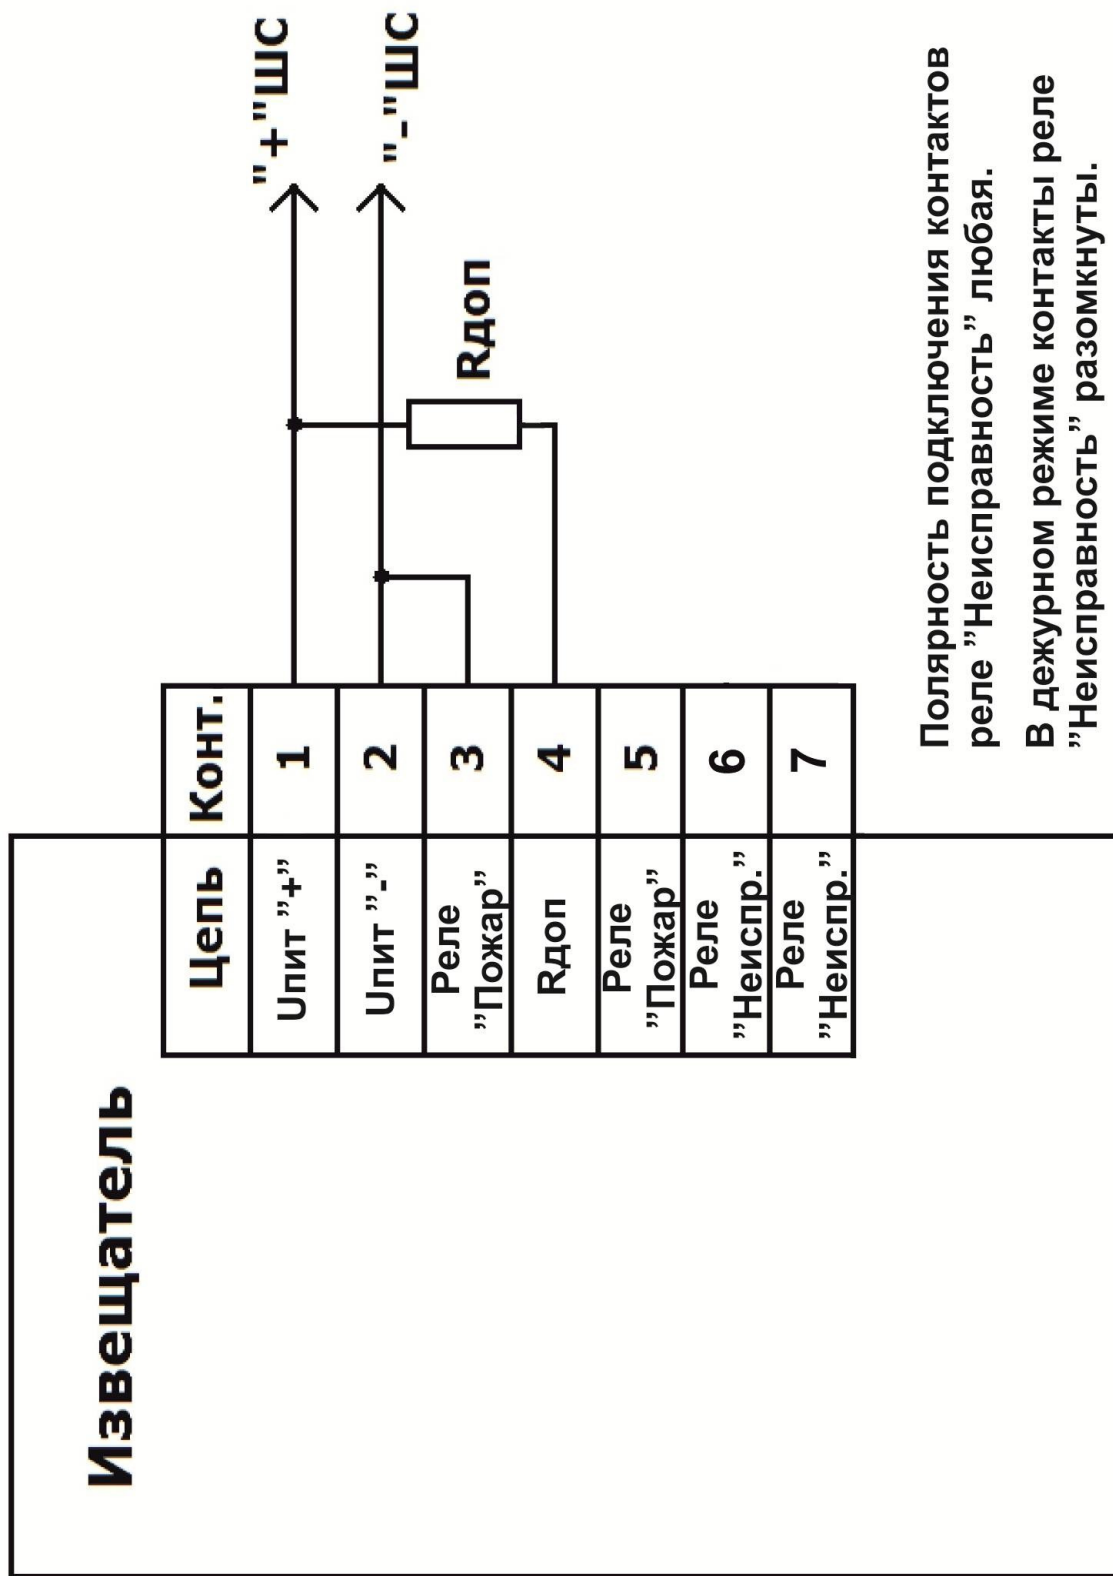 Извещатель
Цепь Конт.
Uпит "+" 1
Uпит "-" 2
Реле
"Пожар" 3
Rдоп 4
Реле
"Пожар" 5
Реле
"Неиспр." 6
Реле
"Неиспр." 7
"+"ШС
"-"ШС
Rдоп
Полярность подключения контактов
реле "Неисправность" любая.
В дежурном режиме контакты реле
"Неисправность" разомкнуты.